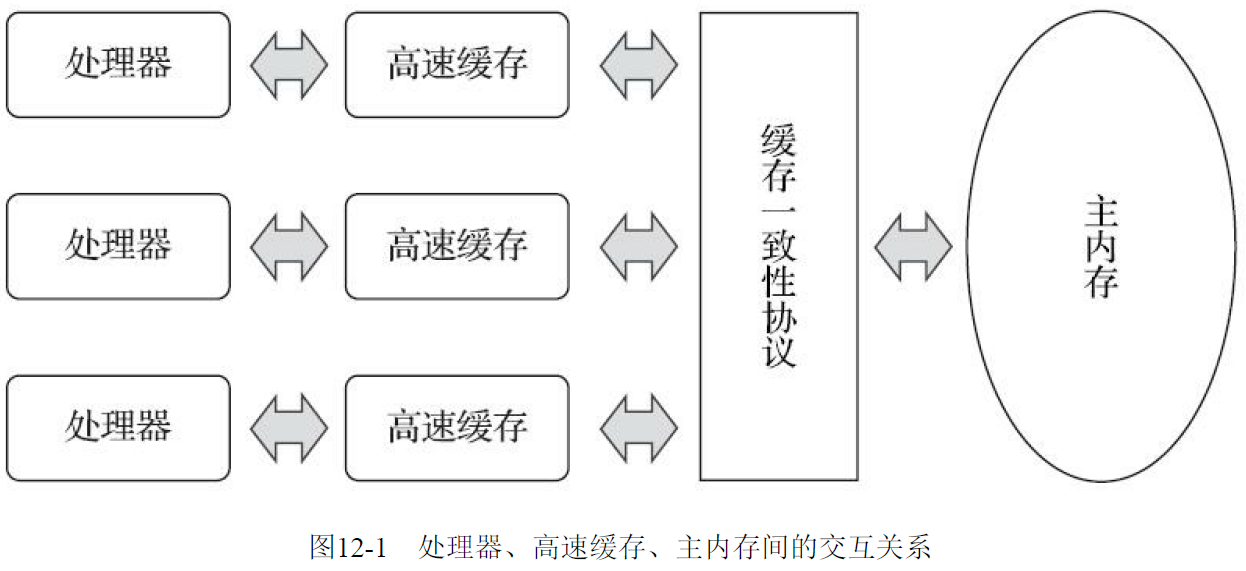 处理器
高速缓存
处理器
高速缓存
处理器
高速缓存
缓存一致性协议
主内存
图12-1 处理器、高速缓存、主内存间的交互关系